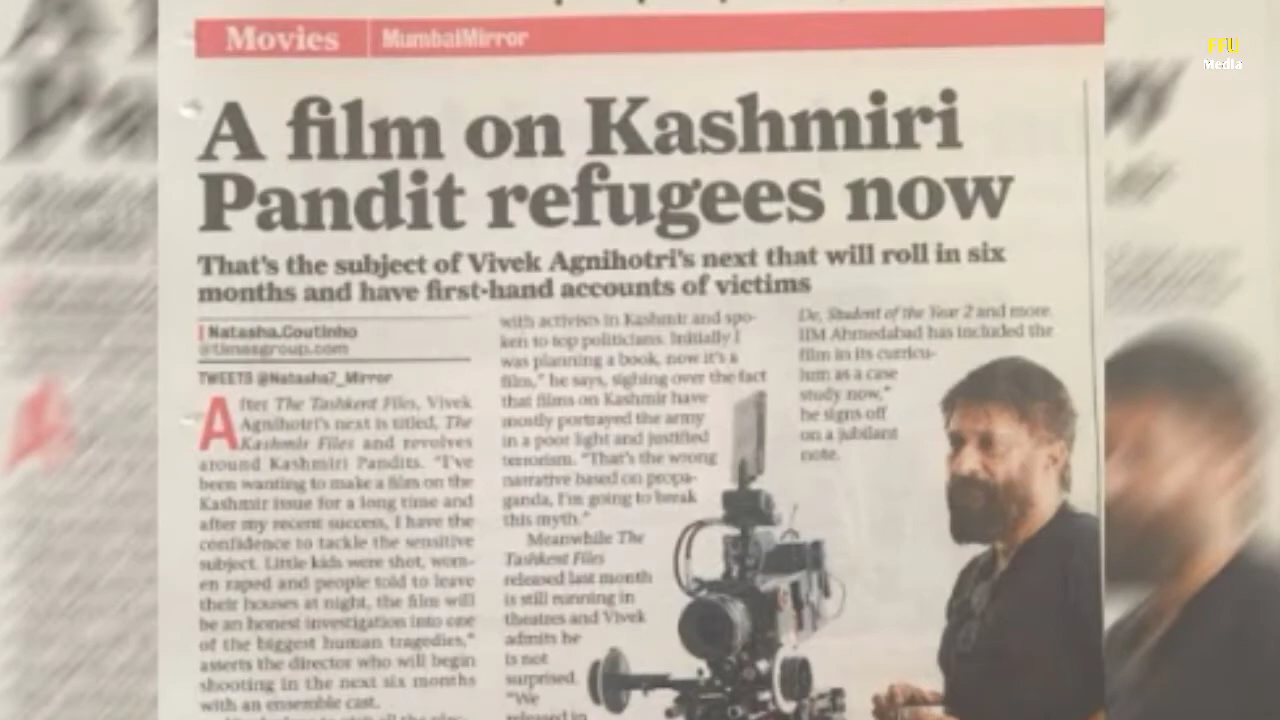 Movies MumbaiMirror
FFU
Media
A film on Kashmiri
Pandit refugees now
That's the subject of Vivek Agnihotri's next that will roll in six
months and have first-hand accounts of victims
Natasha.Coutinho
@timesgroup.com
TWEETS @Natasha7_Mirror
After The Tashkent Files, Vivek
Agnihotri's next is titled, The
Kashmir Files and revolves
around Kashmiri Pandits. "I've
been wanting to make a film on the
Kashmir issue for a long time and
after my recent success, I have the
confidence to tackle the sensitive
subject. Little kids were shot, wom-
en raped and people told to leave
their houses at night, the film will
be an honest investigation into one
of the biggest human tragedies,"
asserts the director who will begin
shooting in the next six months
with an ensemble cast.
with activists in Kashmir and spo-
ken to top politicians. Initially I
was planning a book, now it's a
film," he says, sighing over the fact
that films on Kashmir have
mostly portrayed the army
in a poor light and justified
terrorism. "That's the wrong
narrative based on propa-
ganda, I'm going to break
this myth."
Meanwhile The
Tashkent Files
released last month
is still running in
theatres and Vivek
admits he
is not
surprised.
"We
released in
De, Student of the Year 2 and more.
IIM Ahmedabad has included the
film in its curricu-
lum as a case
study now,"
he signs off
on a jubilant
note.